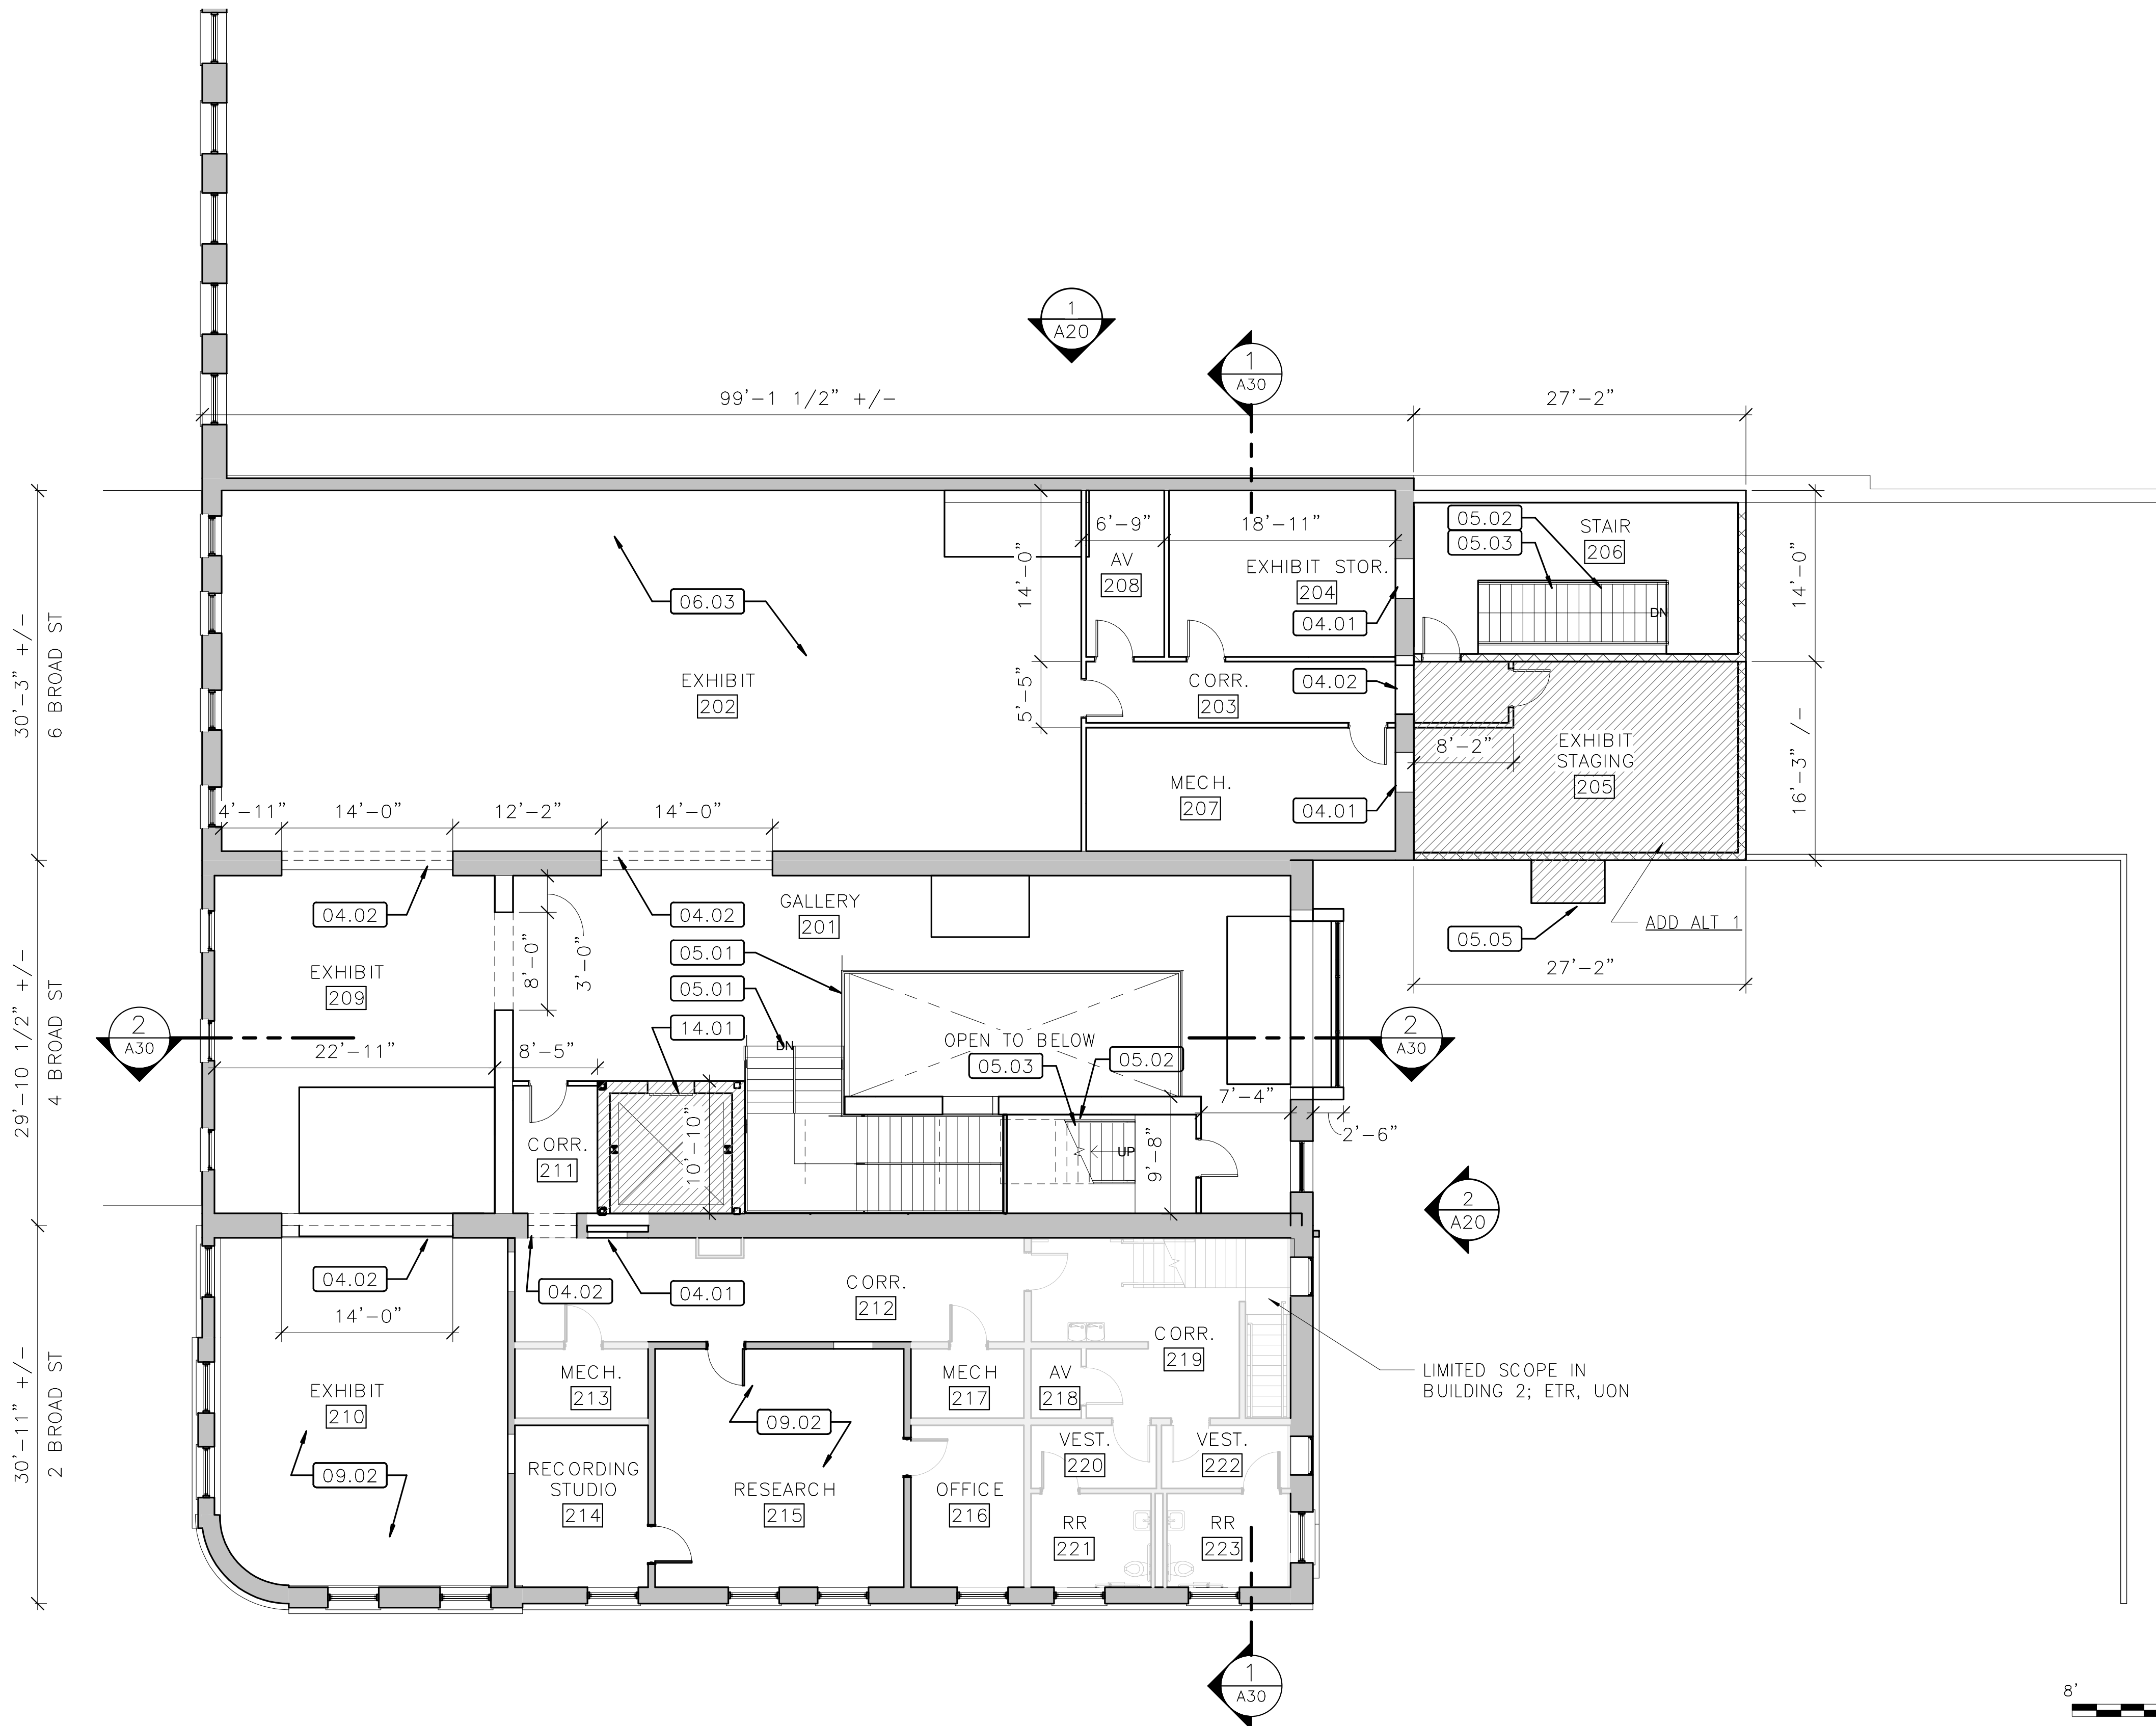 1
A20
1
A30
99'-1 1/2" +/-
27'-2"
6'-9"
18'-11"
14'-0"
AV
208
EXHIBIT STOR.
204
04.01
05.02
05.03
STAIR
206
DN
14'-0"
30'-3" +/-
6 BROAD ST
06.03
EXHIBIT
202
5'-5"
CORR.
203
04.02
MECH.
207
04.01
8'-2"
EXHIBIT
STAGING
205
16'-3" /-
4'-11"
14'-0"
12'-2"
14'-0"
04.02
04.02
GALLERY
201
05.01
05.01
14.01
05.05
ADD ALT 1
27'-2"
29'-10 1/2" +/-
4 BROAD ST
EXHIBIT
209
8'-0"
3'-0"
2
A30
22'-11"
8'-5"
DN
OPEN TO BELOW
05.03
05.02
2
A30
7'-4"
2'-6"
CORR.
211
10'-10"
UP
9'-8"
2
A20
04.02
14'-0"
04.02
04.01
CORR.
212
CORR.
219
30'-11" +/-
2 BROAD ST
EXHIBIT
210
09.02
MECH.
213
09.02
MECH
217
AV
218
LIMITED SCOPE IN
BUILDING 2; ETR, UON
RECORDING
STUDIO
214
RESEARCH
215
OFFICE
216
VEST.
220
VEST.
222
RR
221
RR
223
1
A30
8'